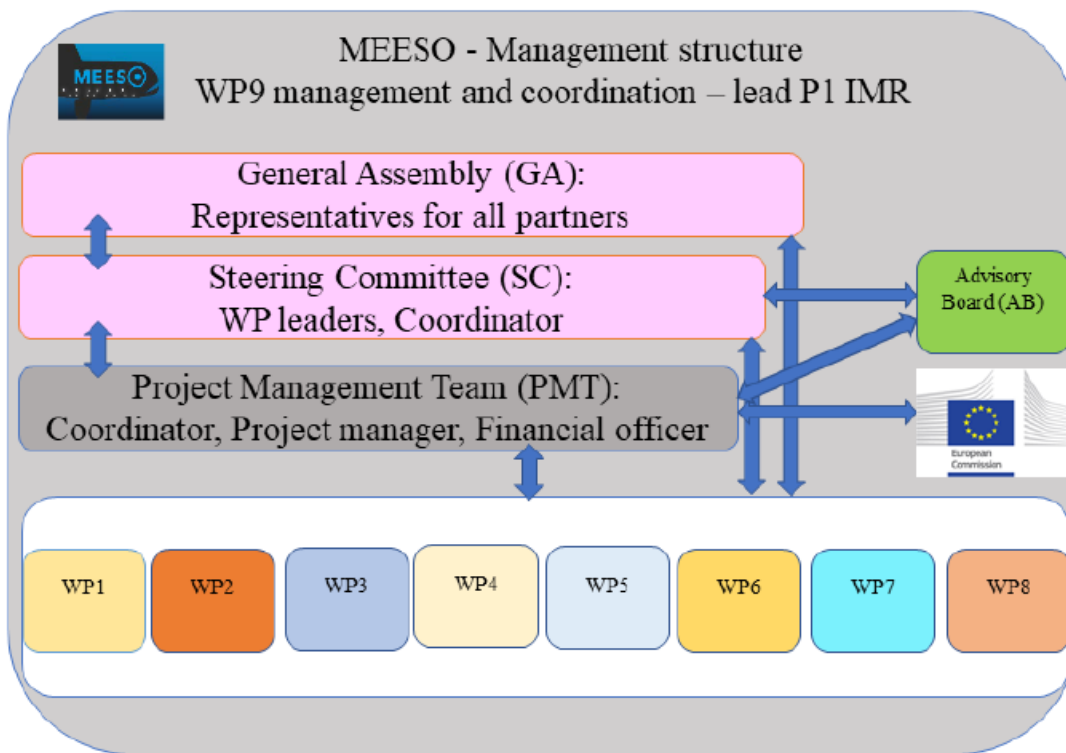 MEESO
MEESO - Management structure
WP9 management and coordination – lead P1 IMR
General Assembly (GA):
Representatives for all partners
Steering Committee (SC):
WP leaders, Coordinator
Advisory
Board (AB)
Project Management Team (PMT):
Coordinator, Project manager, Financial officer
European
Commission
WP1
WP2
WP3
WP4
WP5
WP6
WP7
WP8